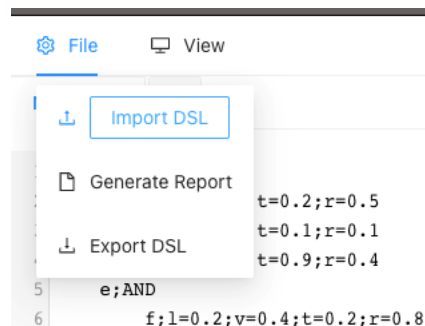 File View
Import DSL
Generate Report
t=0.2;r=0.5
t=0.1;r=0.1
Export DSL
t=0.9;r=0.4
5 e;AND
6 f;l=0.2;v=0.4;t=0.2;r=0.8